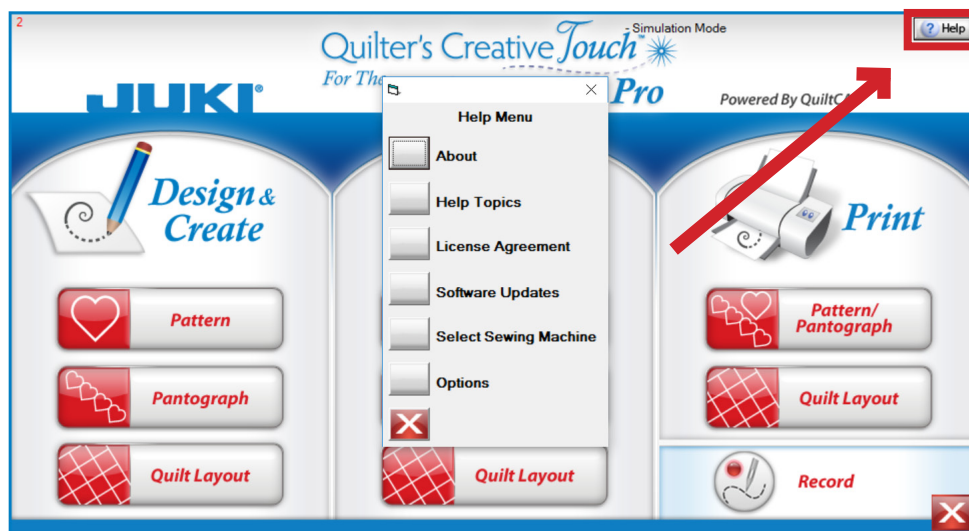 2
Quilter's Creative Touch™
- Simulation Mode
? Help
For The
Pro
JUKI®
Powered By QuiltCA
Help Menu
About
Help Topics
License Agreement
Software Updates
Select Sewing Machine
Options
X
Design &
Create
Pattern
Pantograph
Quilt Layout
Quilt Layout
Print
Pattern/
Pantograph
Quilt Layout
Record
X